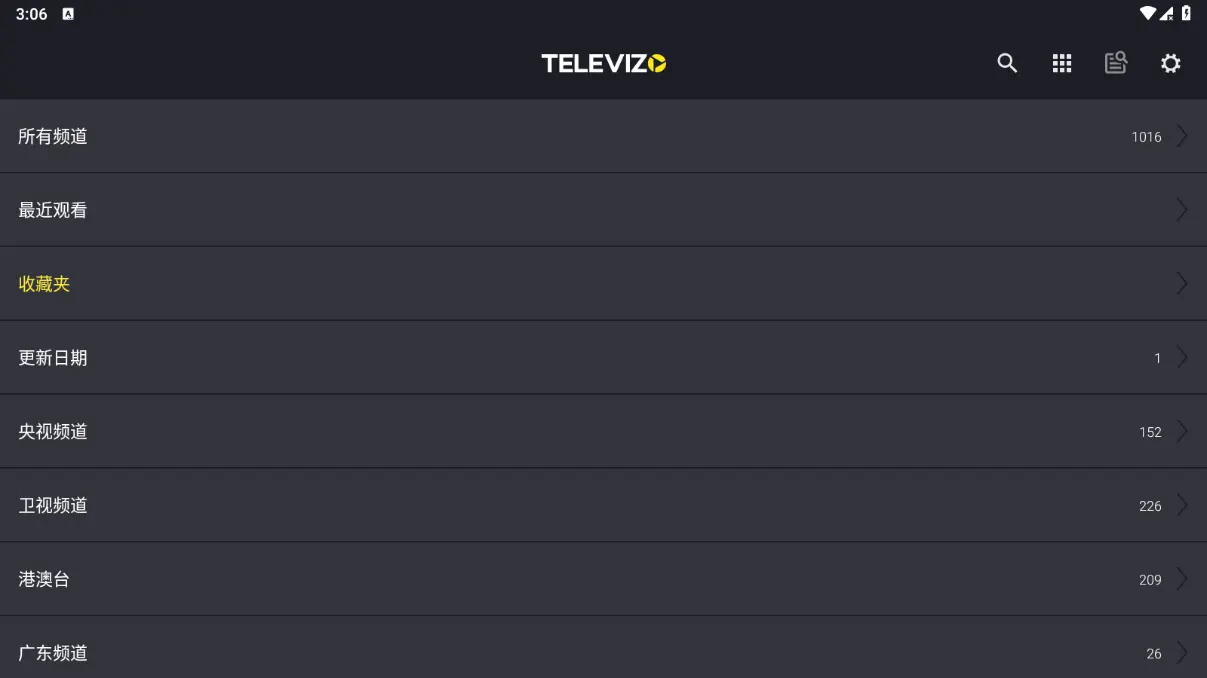 3:06
TELEVIZO
所有频道 1016
最近观看
收藏夹
更新日期 1
央视频道 152
卫视频道 226
港澳台 209
广东频道 26